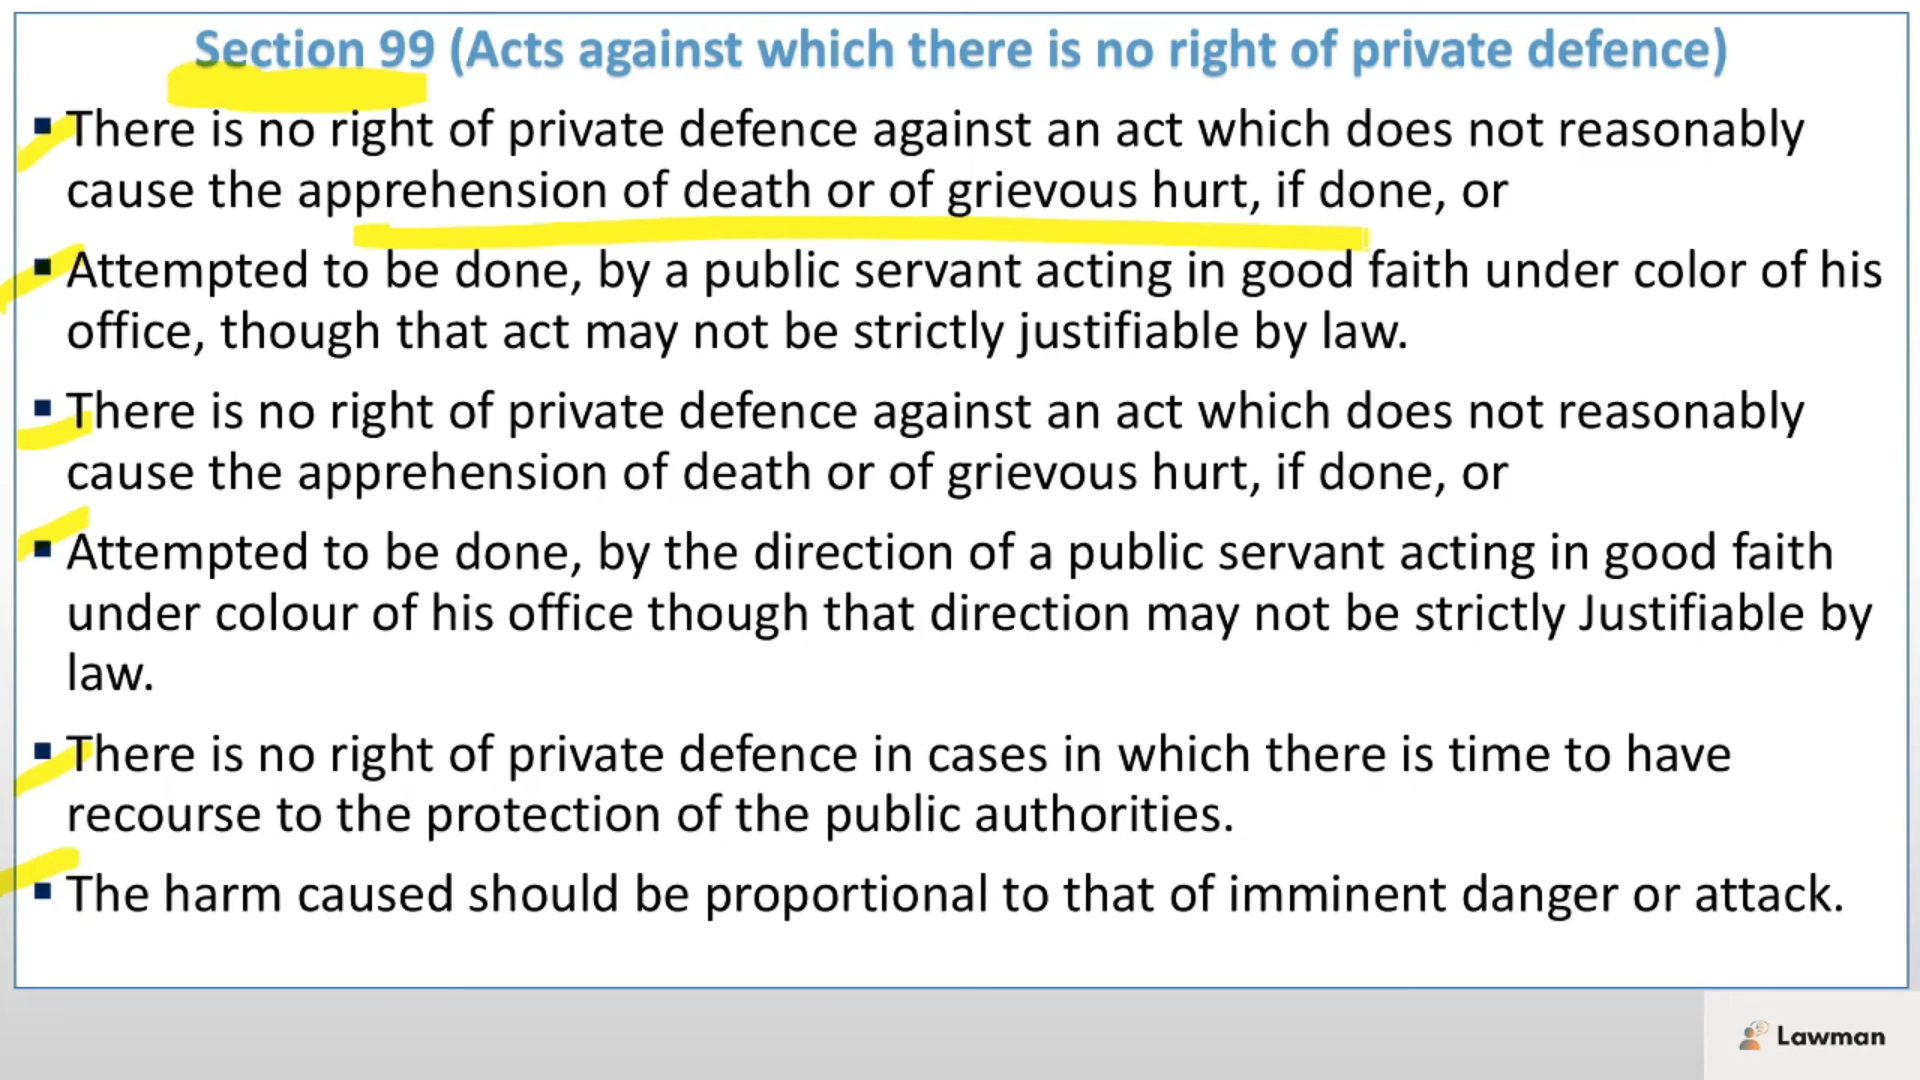 Section 99 (Acts against which there is no right of private defence)
▪ There is no right of private defence against an act which does not reasonably
cause the apprehension of death or of grievous hurt, if done, or
▪ Attempted to be done, by a public servant acting in good faith under color of his
office, though that act may not be strictly justifiable by law.
▪ There is no right of private defence against an act which does not reasonably
cause the apprehension of death or of grievous hurt, if done, or
▪ Attempted to be done, by the direction of a public servant acting in good faith
under colour of his office though that direction may not be strictly Justifiable by
law.
▪ There is no right of private defence in cases in which there is time to have
recourse to the protection of the public authorities.
▪ The harm caused should be proportional to that of imminent danger or attack.
Lawman